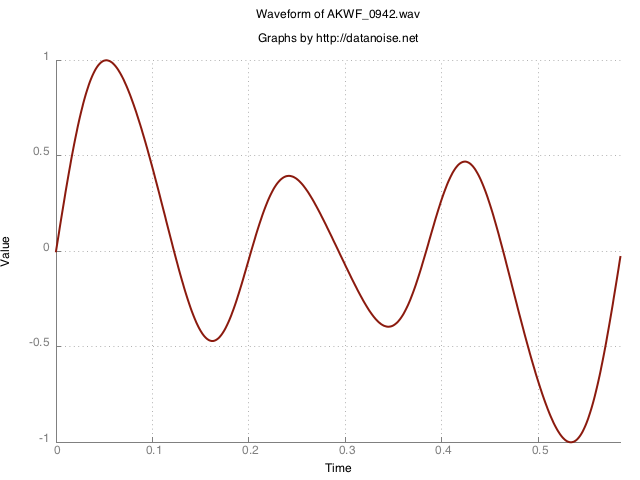 Waveform of AKWF_0942.wav
Graphs by http://datanoise.net
1
0.5
0
-0.5
-1
Value
0 0.1 0.2 0.3 0.4 0.5
Time